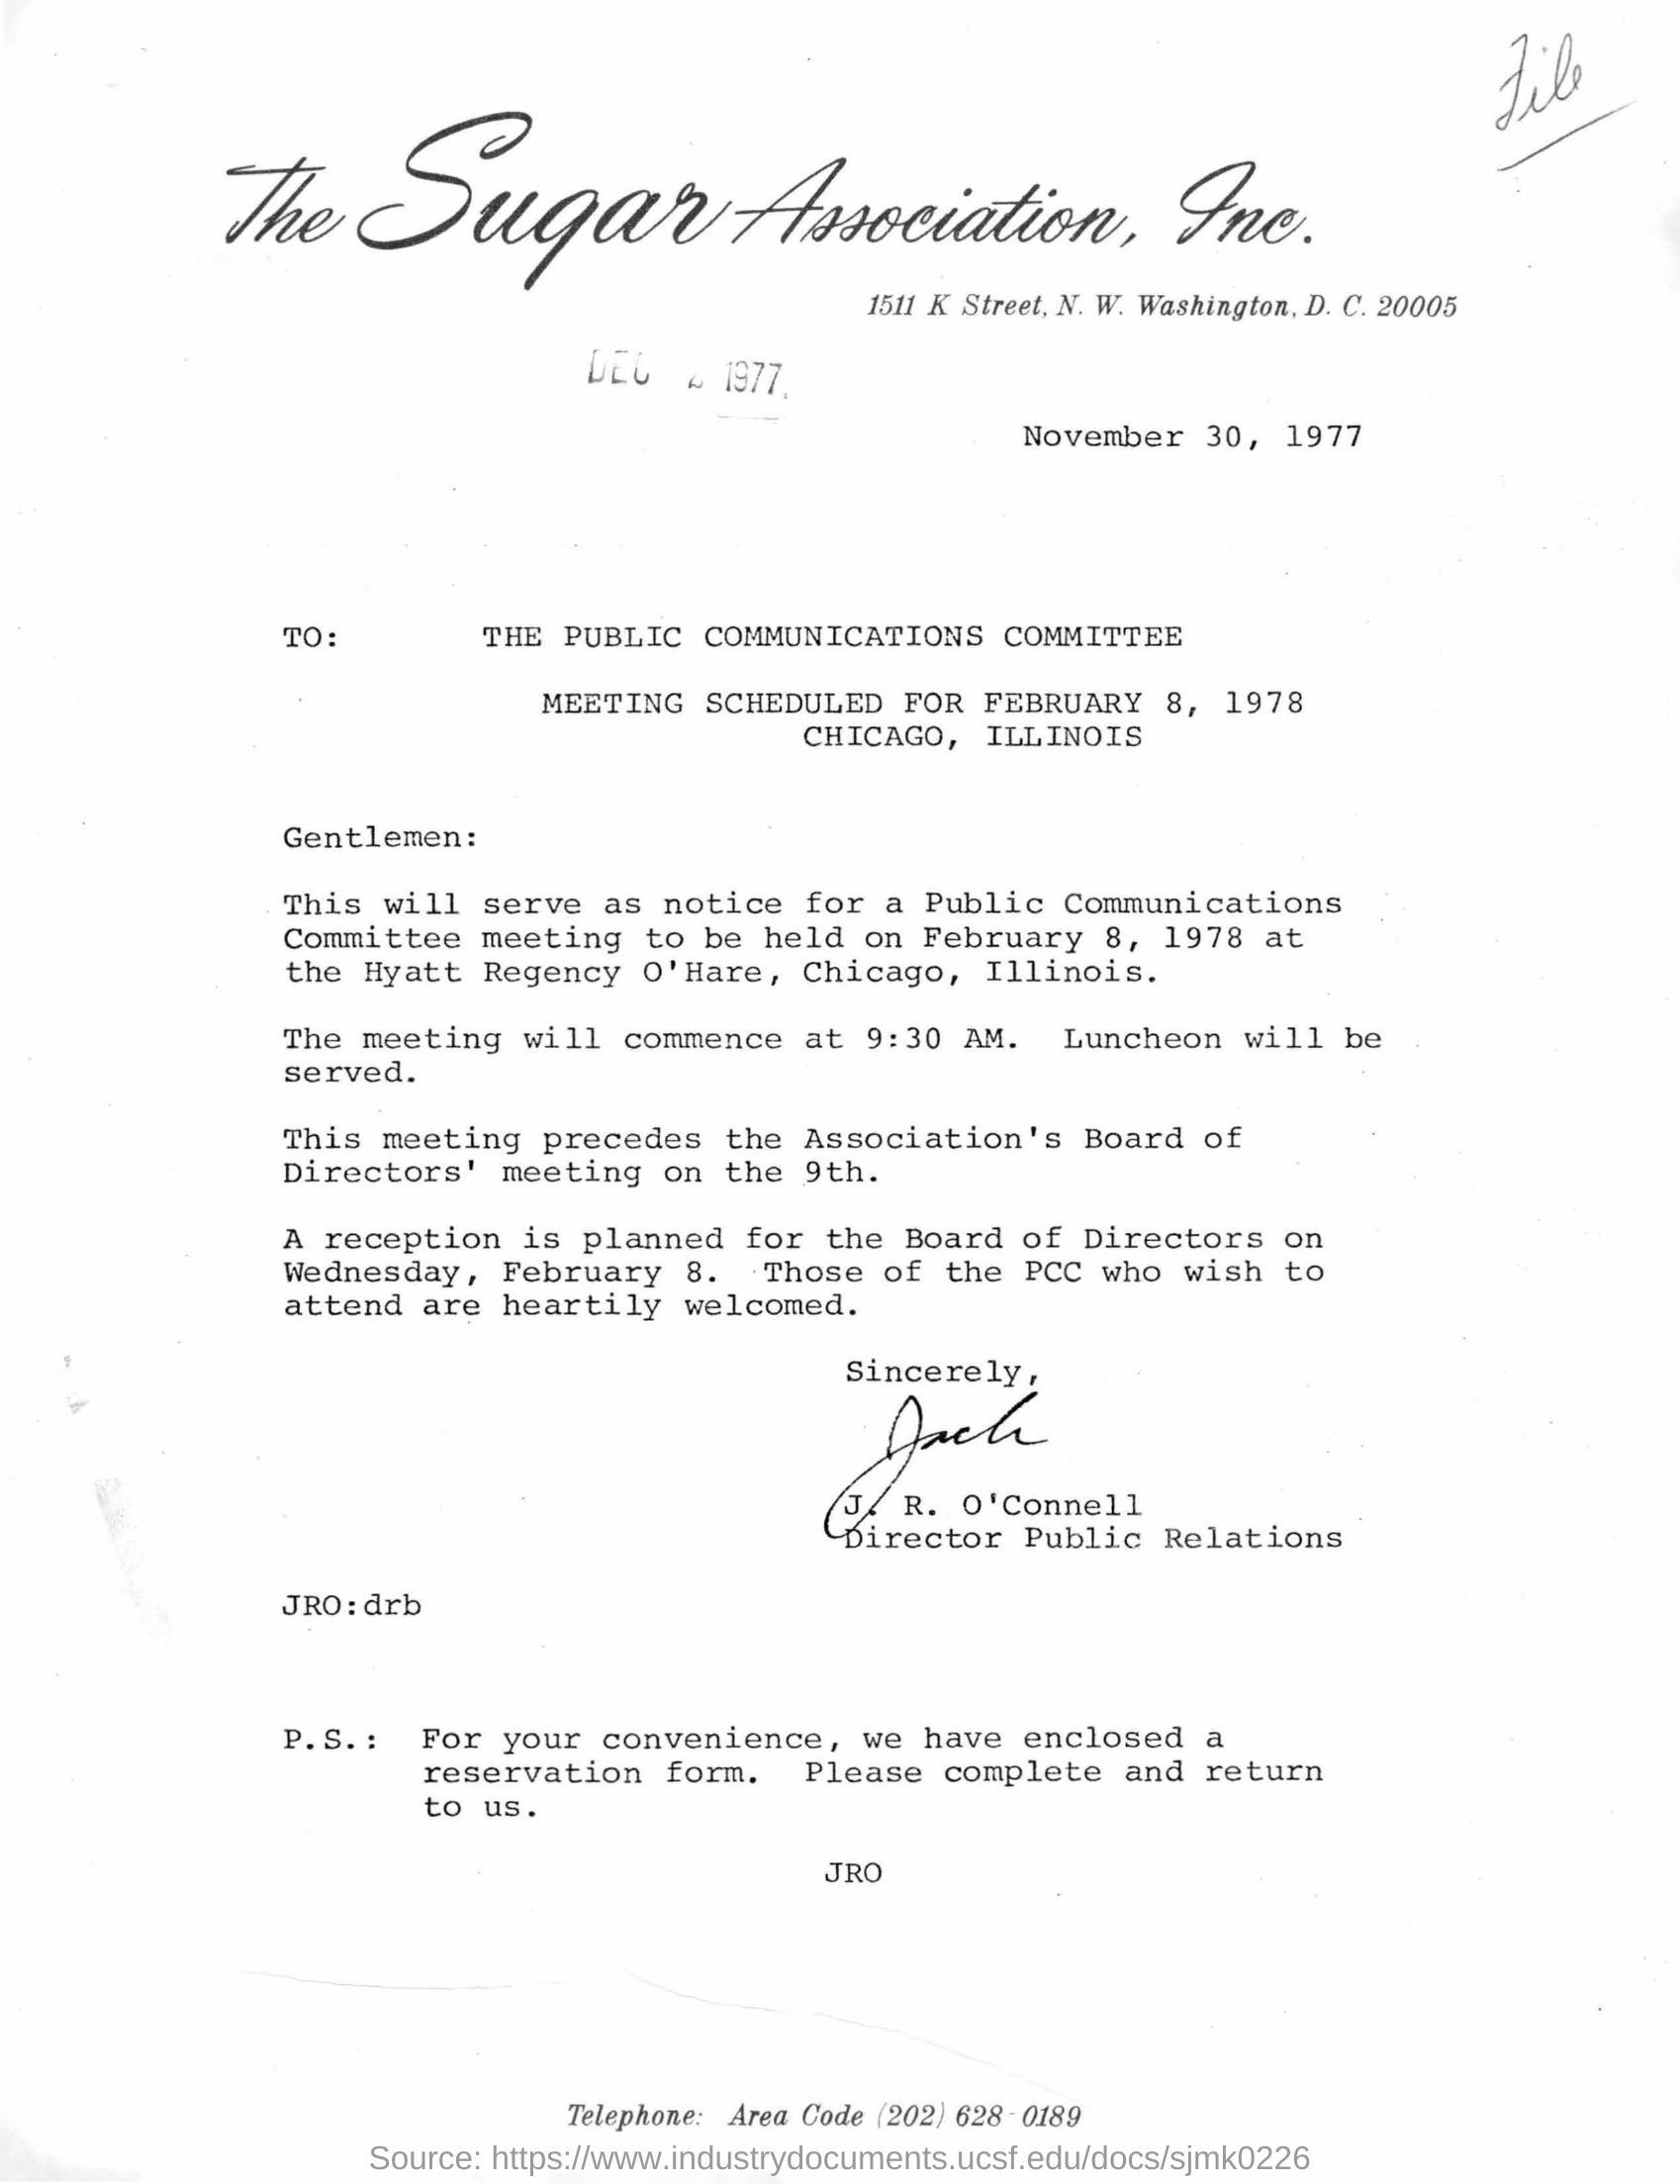 File
The Sugar Association, Inc.
1511 K Street, N. W. Washington, D. C. 20005
DEC 2 1977
November 30, 1977
TO: THE PUBLIC COMMUNICATIONS COMMITTEE
MEETING SCHEDULED FOR FEBRUARY 8, 1978
CHICAGO, ILLINOIS
Gentlemen:
This will serve as notice for a Public Communications
Committee meeting to be held on February 8, 1978 at
the Hyatt Regency O'Hare, Chicago, Illinois.
The meeting will commence at 9:30 AM. Luncheon will be
served.
This meeting precedes the Association's Board of
Directors' meeting on the 9th.
A reception is planned for the Board of Directors on
Wednesday, February 8. Those of the PCC who wish to
attend are heartily welcomed.
Sincerely,
Jack
J. R. O'Connell
Director Public Relations
JRO:drb
P.S.: For your convenience, we have enclosed a
reservation form. Please complete and return
to us.
JRO
Telephone: Area Code (202) 628-0189
Source: https://www.industrydocuments.ucsf.edu/docs/sjmk0226